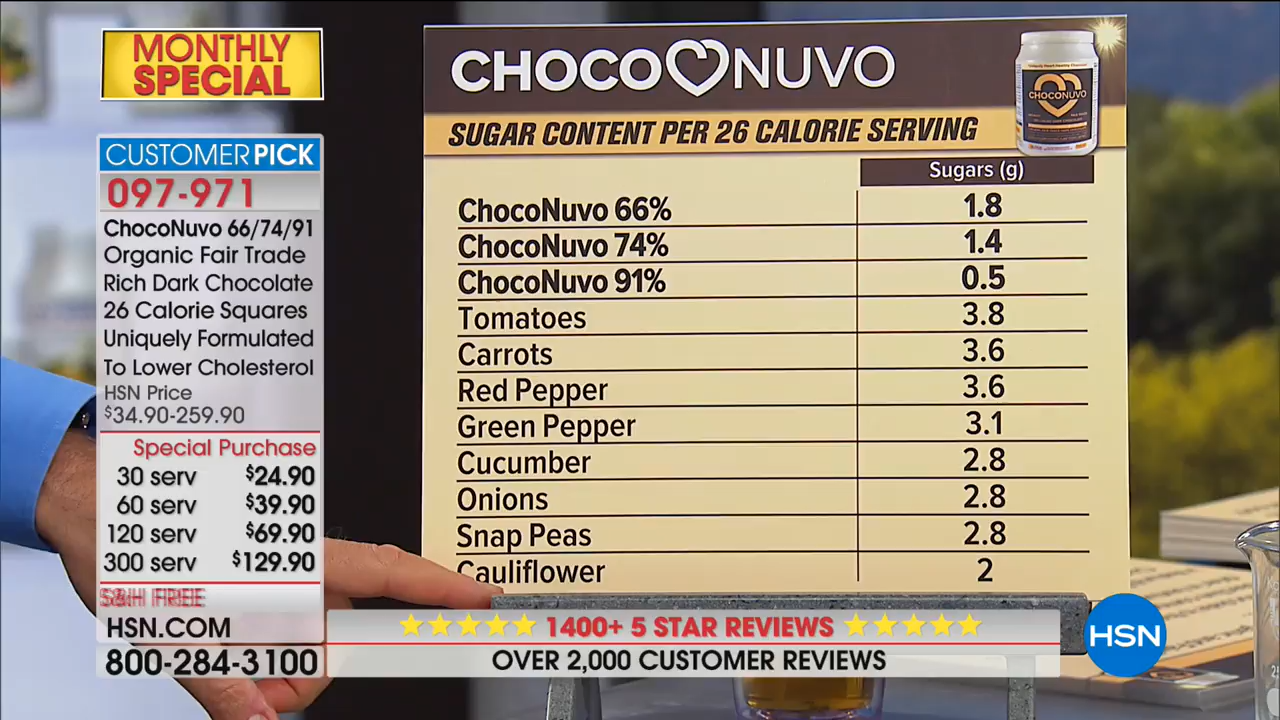 MONTHLY
SPECIAL
CUSTOMER PICK
097-971
ChocoNuvo 66/74/91
Organic Fair Trade
Rich Dark Chocolate
26 Calorie Squares
Uniquely Formulated
To Lower Cholesterol
HSN Price
$34.90-259.90
Special Purchase
30 serv $24.90
60 serv $39.90
120 serv $69.90
300 serv $129.90
S&H FREE
HSN.COM
800-284-3100
CHOCONUVO
SUGAR CONTENT PER 26 CALORIE SERVING
CHOCONUVO
Sugars (g)
ChocoNuvo 66% 1.8
ChocoNuvo 74% 1.4
ChocoNuvo 91% 0.5
Tomatoes 3.8
Carrots 3.6
Red Pepper 3.6
Green Pepper 3.1
Cucumber 2.8
Onions 2.8
Snap Peas 2.8
Cauliflower 2
1400+ 5 STAR REVIEWS
OVER 2,000 CUSTOMER REVIEWS
HSN